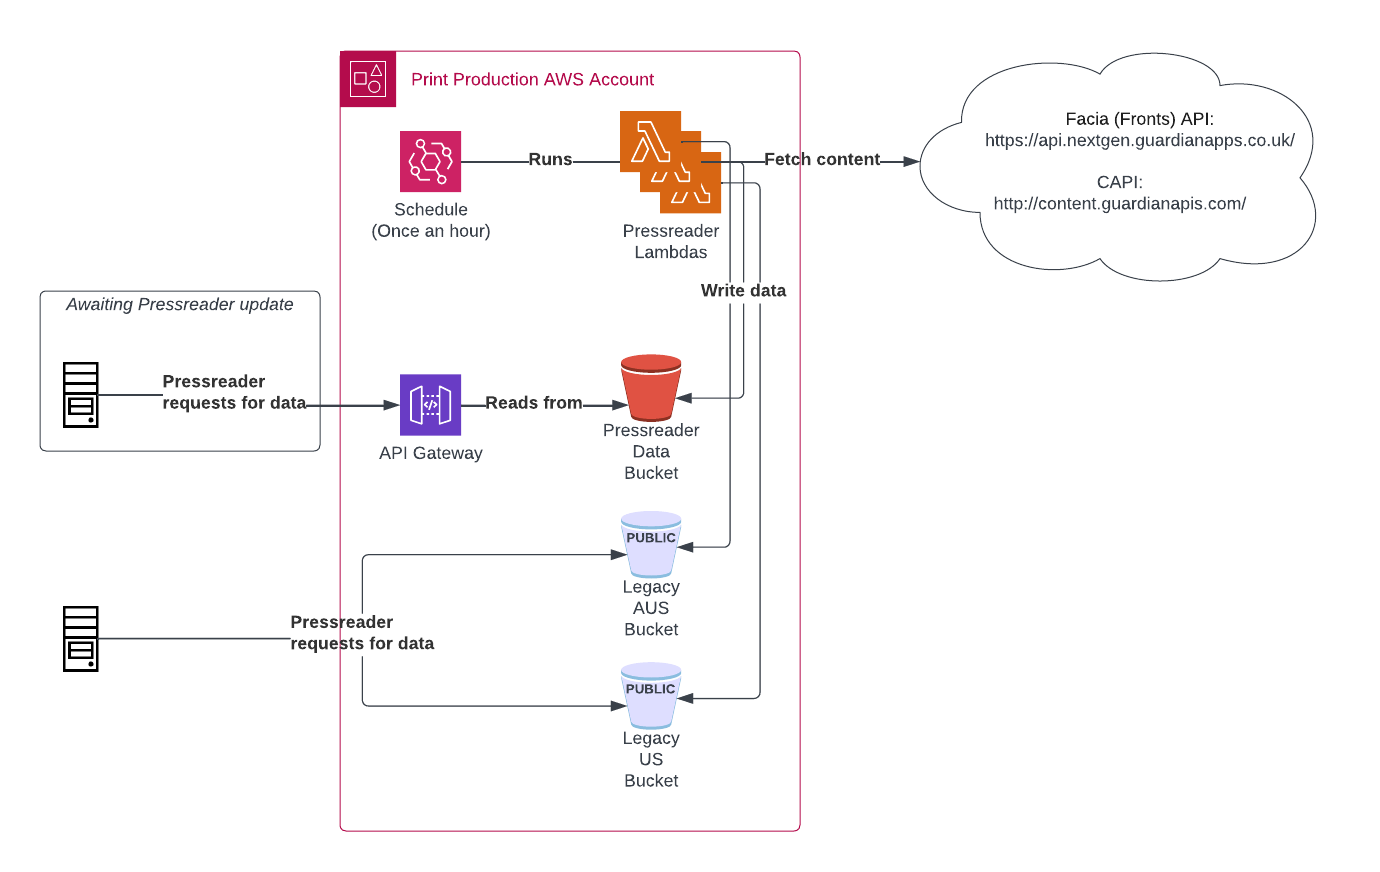 Print Production AWS Account
Facia (Fronts) API:
https://api.nextgen.guardianapps.co.uk/
CAPI:
http://content.guardianapis.com/
Runs
Fetch content
Schedule
(Once an hour)
Pressreader
Lambdas
Write data
Awaiting Pressreader update
Pressreader
requests for data
</>
API Gateway
Reads from
Pressreader
Data
Bucket
PUBLIC
Legacy
AUS
Bucket
Pressreader
requests for data
PUBLIC
Legacy
US
Bucket